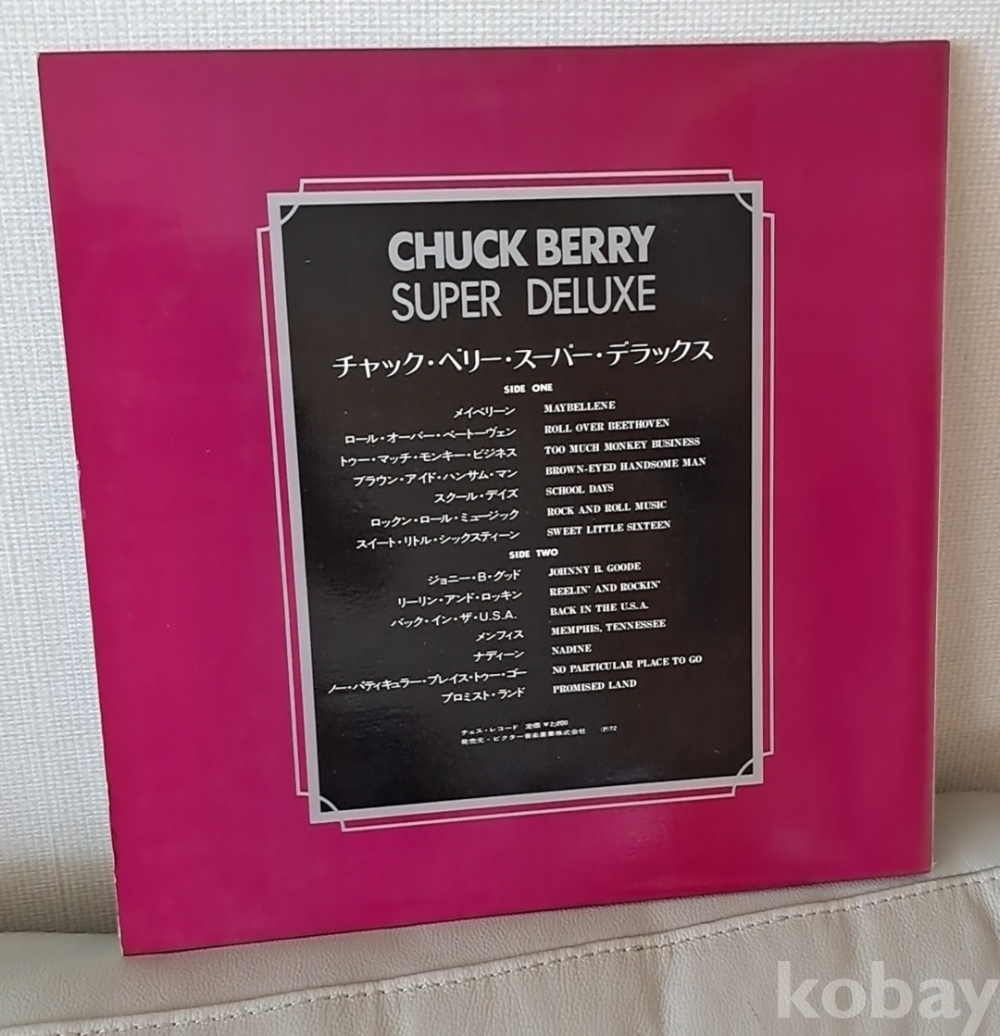 CHUCK BERRY
SUPER DELUXE
チャック・ベリー・スーパー・デラックス
SIDE ONE
メイベリーン MAYBELLENE
ロール・オーバー・ベートーヴェン ROLL OVER BEETHOVEN
トゥー・マッチ・モンキー・ビジネス TOO MUCH MONKEY BUSINESS
ブラウン・アイド・ハンサム・マン BROWN-EYED HANDSOME MAN
スクール・デイズ SCHOOL DAYS
ロックン・ロール・ミュージック ROCK AND ROLL MUSIC
スイート・リトル・シックスティーン SWEET LITTLE SIXTEEN
SIDE TWO
ジョニー・B・グッド JOHNNY B. GOODE
リーリン・アンド・ロッキン REELIN' AND ROCKIN'
バック・イン・ザ・U.S.A. BACK IN THE U.S.A.
メンフィス MEMPHIS, TENNESSEE
ナディーン NADINE
ノー・パティキュラー・プレイス・トゥー・ゴー NO PARTICULAR PLACE TO GO
プロミスト・ランド PROMISED LAND
チェス・レコード 定価
発売元・ビクター音楽産業株式会社 Ⓟ'72
kobay